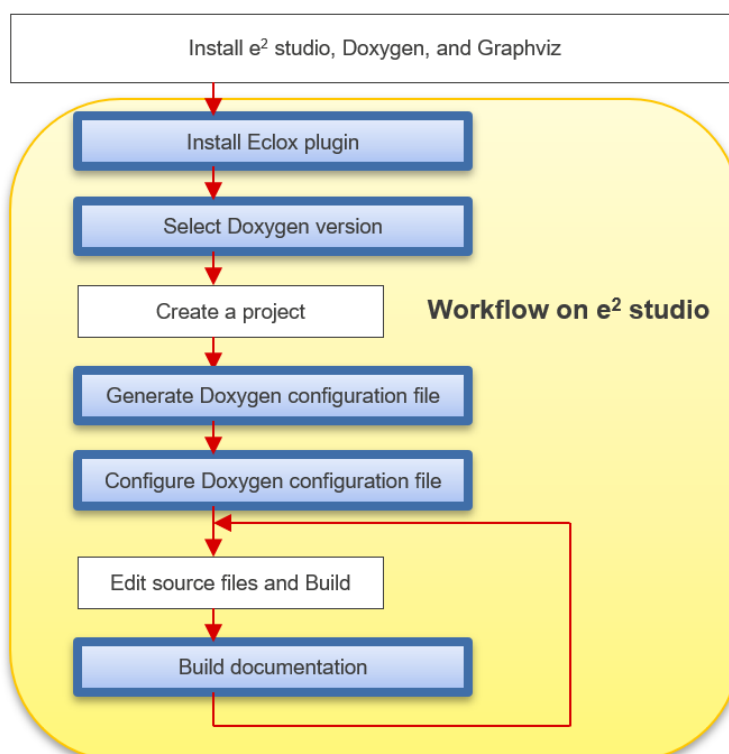 Install e² studio, Doxygen, and Graphviz
Install Eclox plugin
Select Doxygen version
Create a project
Workflow on e² studio
Generate Doxygen configuration file
Configure Doxygen configuration file
Edit source files and Build
Build documentation